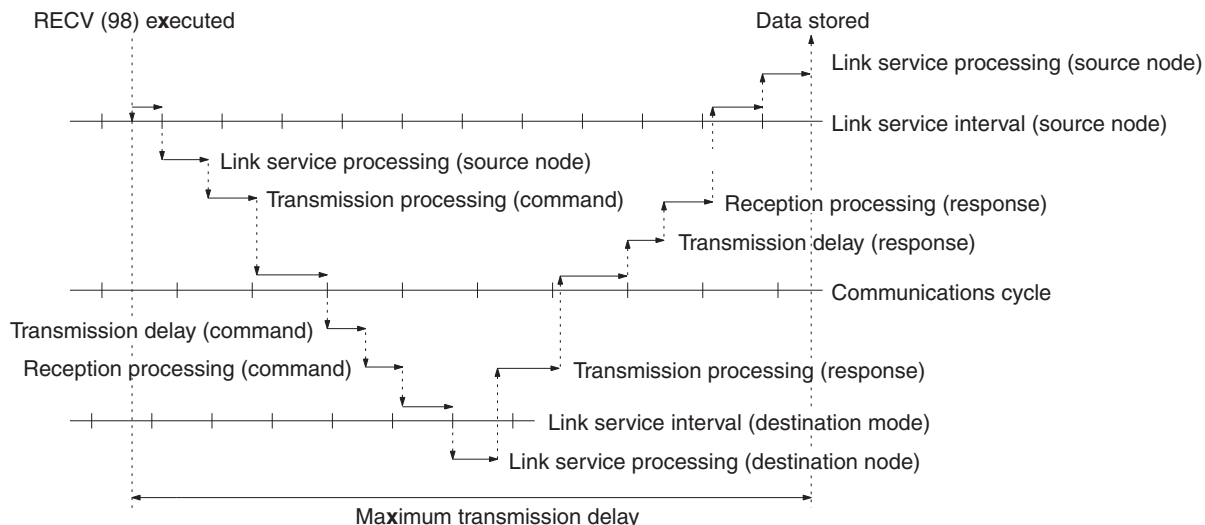 RECV (98) executed
Data stored
Link service processing (source node)
Link service interval (source node)
Link service processing (source node)
Transmission processing (command)
Reception processing (response)
Transmission delay (response)
Communications cycle
Transmission delay (command)
Reception processing (command)
Transmission processing (response)
Link service interval (destination mode)
Link service processing (destination node)
Maximum transmission delay